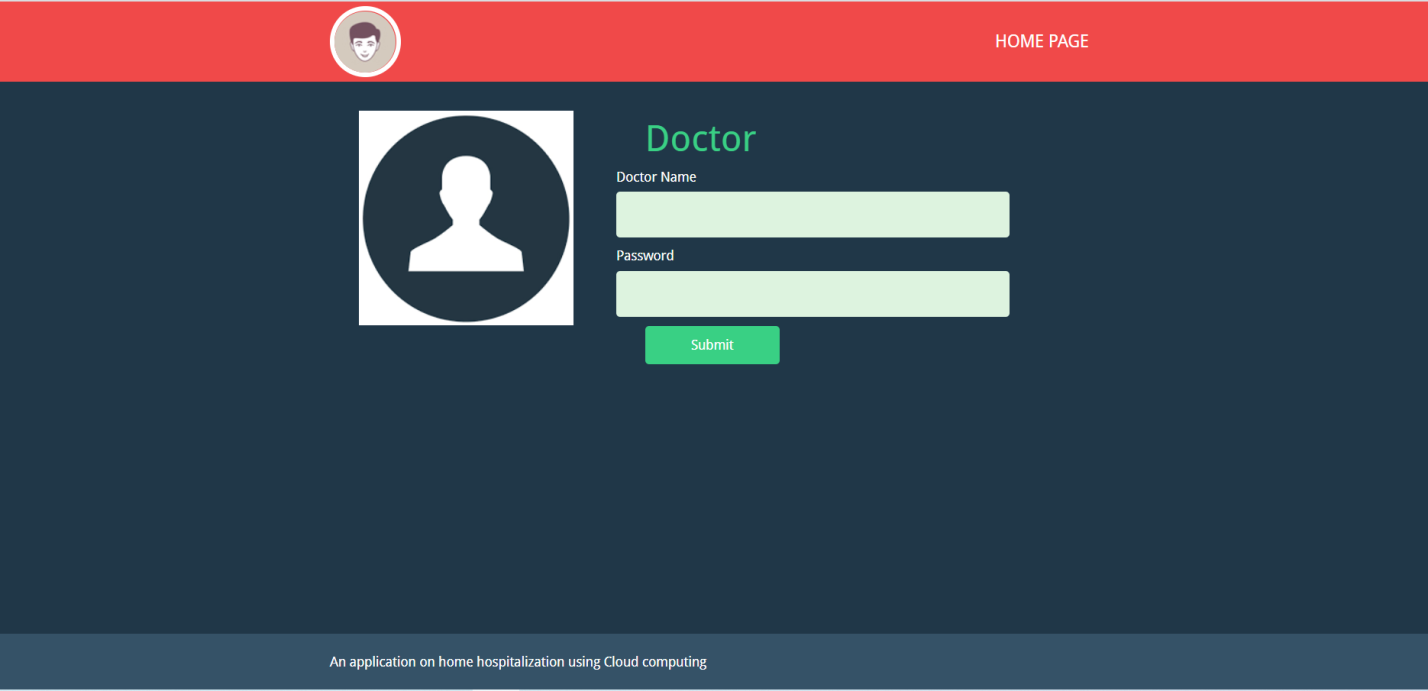 HOME PAGE
Doctor
Doctor Name
Password
Submit
An application on home hospitalization using Cloud computing